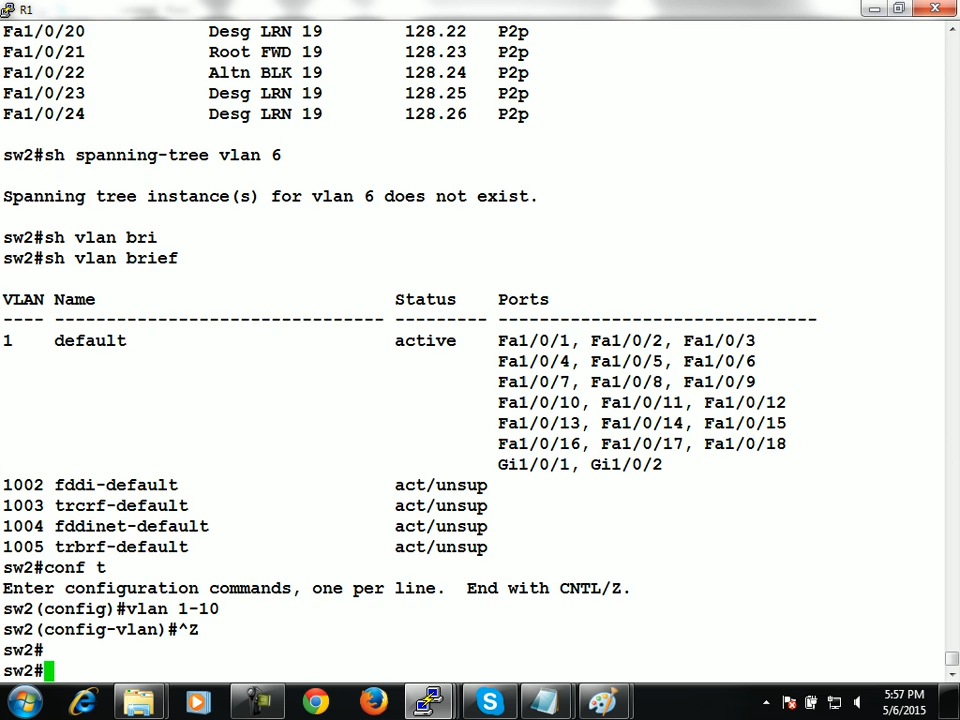 R1
Fa1/0/20 Desg LRN 19 128.22 P2p
Fa1/0/21 Root FWD 19 128.23 P2p
Fa1/0/22 Altn BLK 19 128.24 P2p
Fa1/0/23 Desg LRN 19 128.25 P2p
Fa1/0/24 Desg LRN 19 128.26 P2p
sw2#sh spanning-tree vlan 6
Spanning tree instance(s) for vlan 6 does not exist.
sw2#sh vlan bri
sw2#sh vlan brief
VLAN Name Status Ports
---- -------------------------------- --------- -------------------------------
1 default active Fa1/0/1, Fa1/0/2, Fa1/0/3
Fa1/0/4, Fa1/0/5, Fa1/0/6
Fa1/0/7, Fa1/0/8, Fa1/0/9
Fa1/0/10, Fa1/0/11, Fa1/0/12
Fa1/0/13, Fa1/0/14, Fa1/0/15
Fa1/0/16, Fa1/0/17, Fa1/0/18
Gi1/0/1, Gi1/0/2
1002 fddi-default act/unsup
1003 trcrf-default act/unsup
1004 fddinet-default act/unsup
1005 trbrf-default act/unsup
sw2#conf t
Enter configuration commands, one per line. End with CNTL/Z.
sw2(config)#vlan 1-10
sw2(config-vlan)#^Z
sw2#
sw2#
5:57 PM
5/6/2015